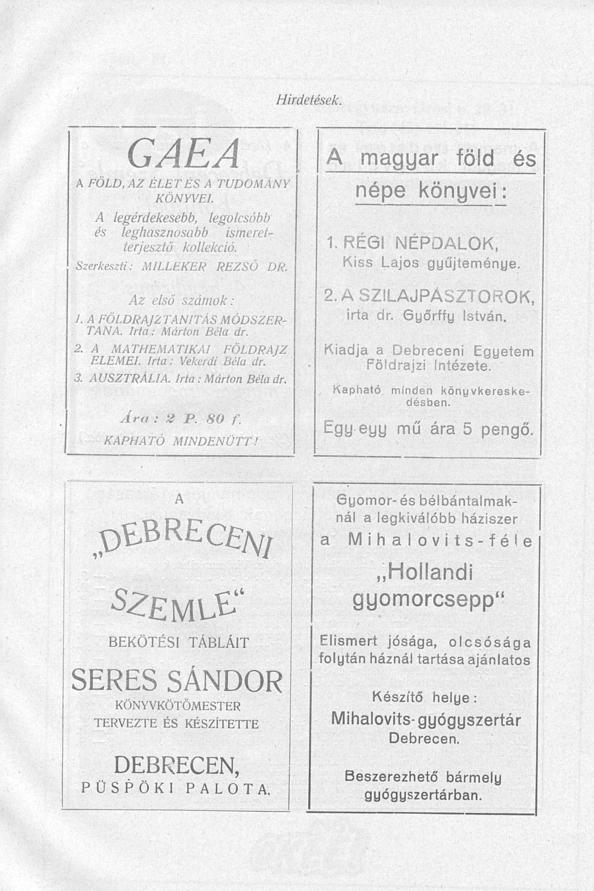 Hirdetések.
GAEA
A FÖLD, AZ ÉLET ÉS A TUDOMÁNY
KÖNYVEI.
A legérdekesebb, legolcsóbb
és leghasznosabb ismeret-
terjesztő kollekció.
Szerkeszti: MILLEKER REZSŐ DR.
Az első számok:
1. A FÖLDRAJZTANITÁS MÓDSZER-
TANA. Irta: Márton Béla dr.
2. A MATHEMATIKAI FÖLDRAJZ
ELEMEI. Irta: Vekerdi Béla dr.
3. AUSZTRÁLIA. Irta: Márton Béla dr.
Ára: 2 P. 80 f.
KAPHATÓ MINDENÜTT!
A magyar föld és
népe könyvei:
1. RÉGI NÉPDALOK,
Kiss Lajos gyűjteménye.
2. A SZILAJPÁSZTOROK,
irta dr. Győrffy István.
Kiadja a Debreceni Egyetem
Földrajzi Intézete.
Kapható minden könyvkereske-
désben.
Egy-egy mű ára 5 pengő.
A
„DEBRECENI
SZEMLE“
BEKÖTÉSI TÁBLÁIT
SERES SÁNDOR
KÖNYVKÖTŐMESTER
TERVEZTE ÉS KÉSZÍTETTE
DEBRECEN,
PÜSPÖKI PALOTA.
Gyomor- és bélbántalmak-
nál a legkiválóbb háziszer
a Mihalovits-féle
„Hollandi
gyomorcsepp“
Elismert jósága, olcsósága
folytán háznál tartása ajánlatos
Készítő helye:
Mihalovits-gyógyszertár
Debrecen.
Beszerezhető bármely
gyógyszertárban.